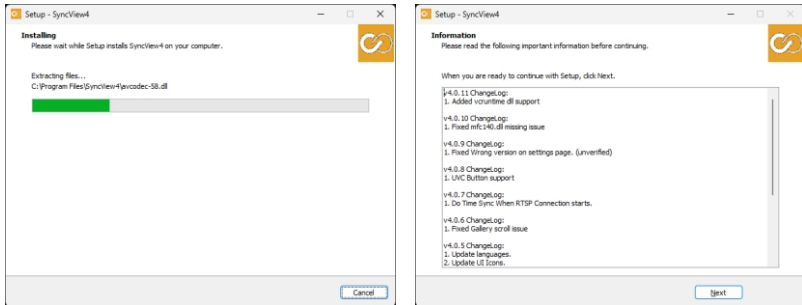 Setup - SyncView4
Installing
Please wait while Setup installs SyncView4 on your computer.
Extracting files...
C:\Program Files\SyncView4\avcodec-58.dll
Cancel
Setup - SyncView4
Information
Please read the following important information before continuing.
When you are ready to continue with Setup, click Next.
v4.0.11 ChangeLog:
1. Added vcruntime dll support
v4.0.10 ChangeLog:
1. Fixed mfc140.dll missing issue
v4.0.9 ChangeLog:
1. Fixed Wrong version on settings page. (unverified)
v4.0.8 ChangeLog:
1. UVC Button support
v4.0.7 ChangeLog:
1. Do Time Sync When RTSP Connection starts.
v4.0.6 ChangeLog:
1. Fixed Gallery scroll issue
v4.0.5 ChangeLog:
1. Update languages.
2. Update UI Icons.
Next